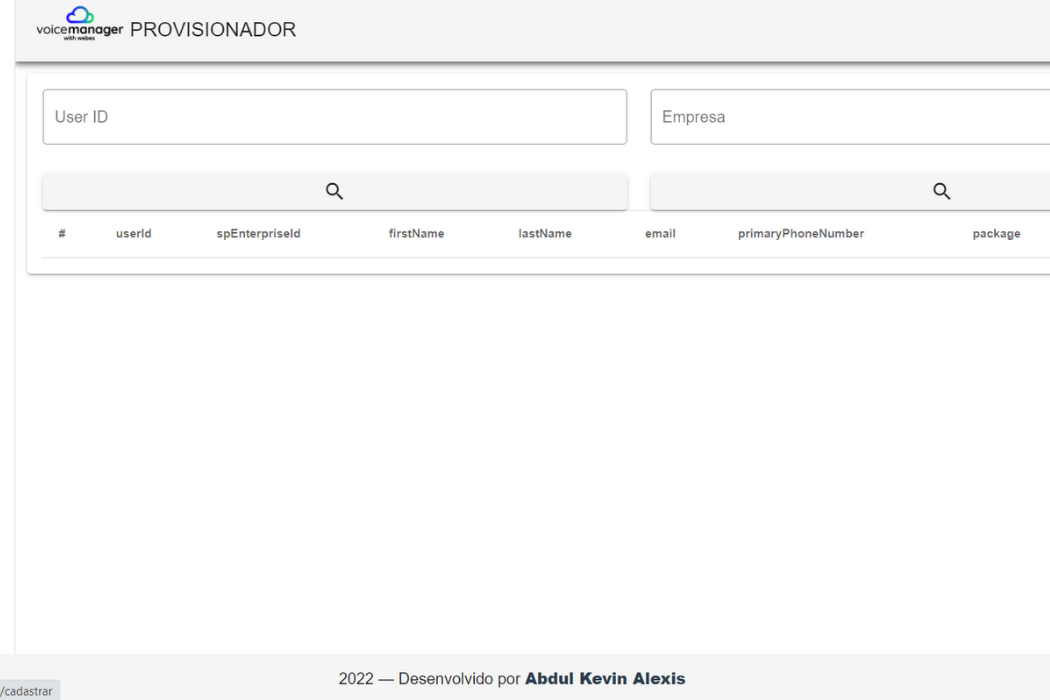 voicemanager
with webex
PROVISIONADOR
User ID
Empresa
# userId spEnterpriseId firstName lastName email primaryPhoneNumber package
2022 — Desenvolvido por Abdul Kevin Alexis
/cadastrar